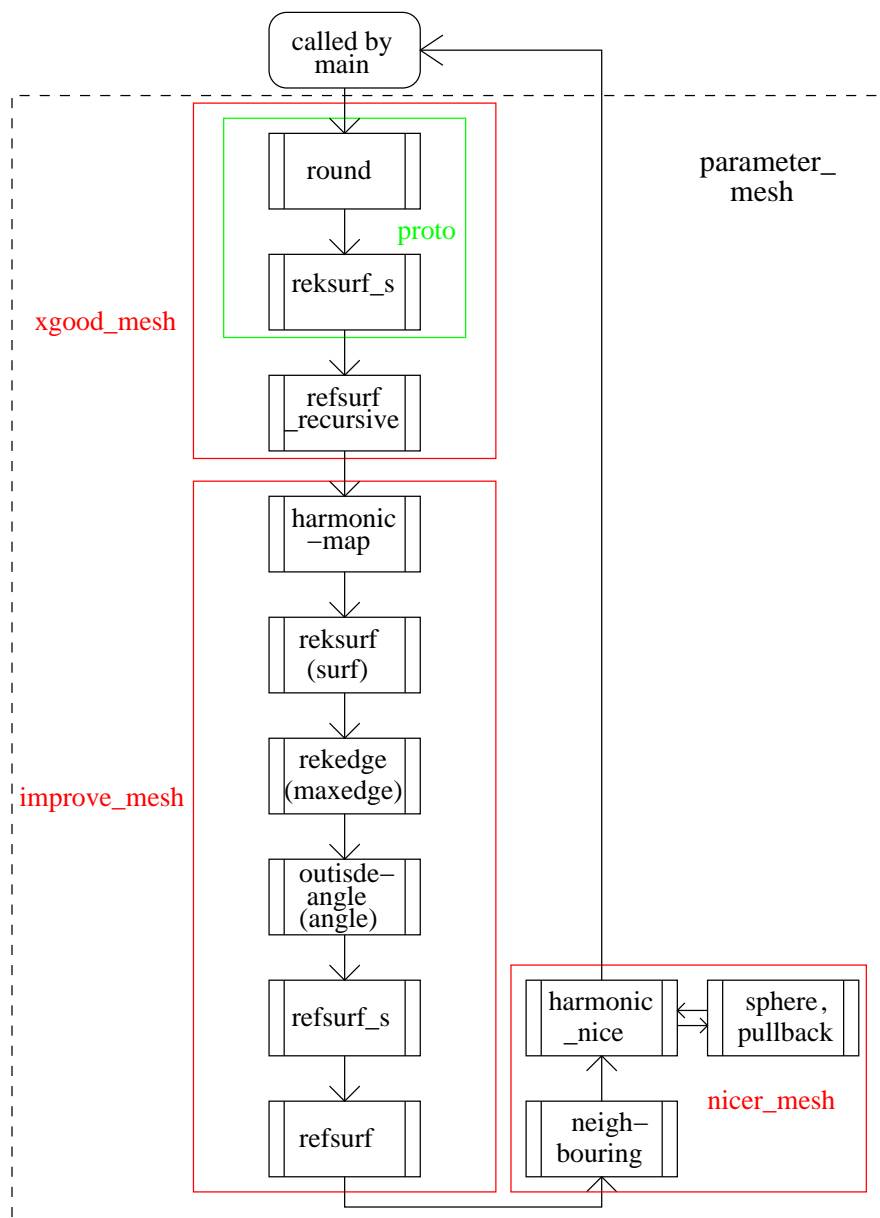 called by
main
parameter_
mesh
round
proto
reksurf_s
xgood_mesh
refsurf
_recursive
harmonic
−map
reksurf
(surf)
rekedge
(maxedge)
improve_mesh
outisde−
angle
(angle)
refsurf_s
refsurf
harmonic
_nice
sphere,
pullback
nicer_mesh
neigh−
bouring